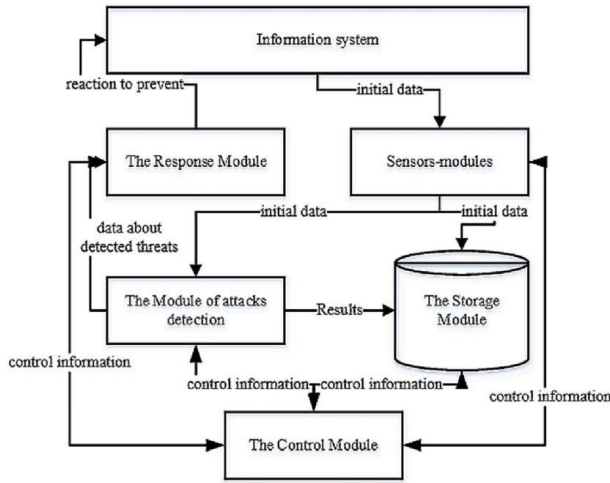 Information system
reaction to prevent
initial data
The Response Module
Sensors-modules
initial data
initial data
data about
detected threats
The Module of attacks
detection
Results
The Storage
Module
control information
control information
control information
control information
The Control Module